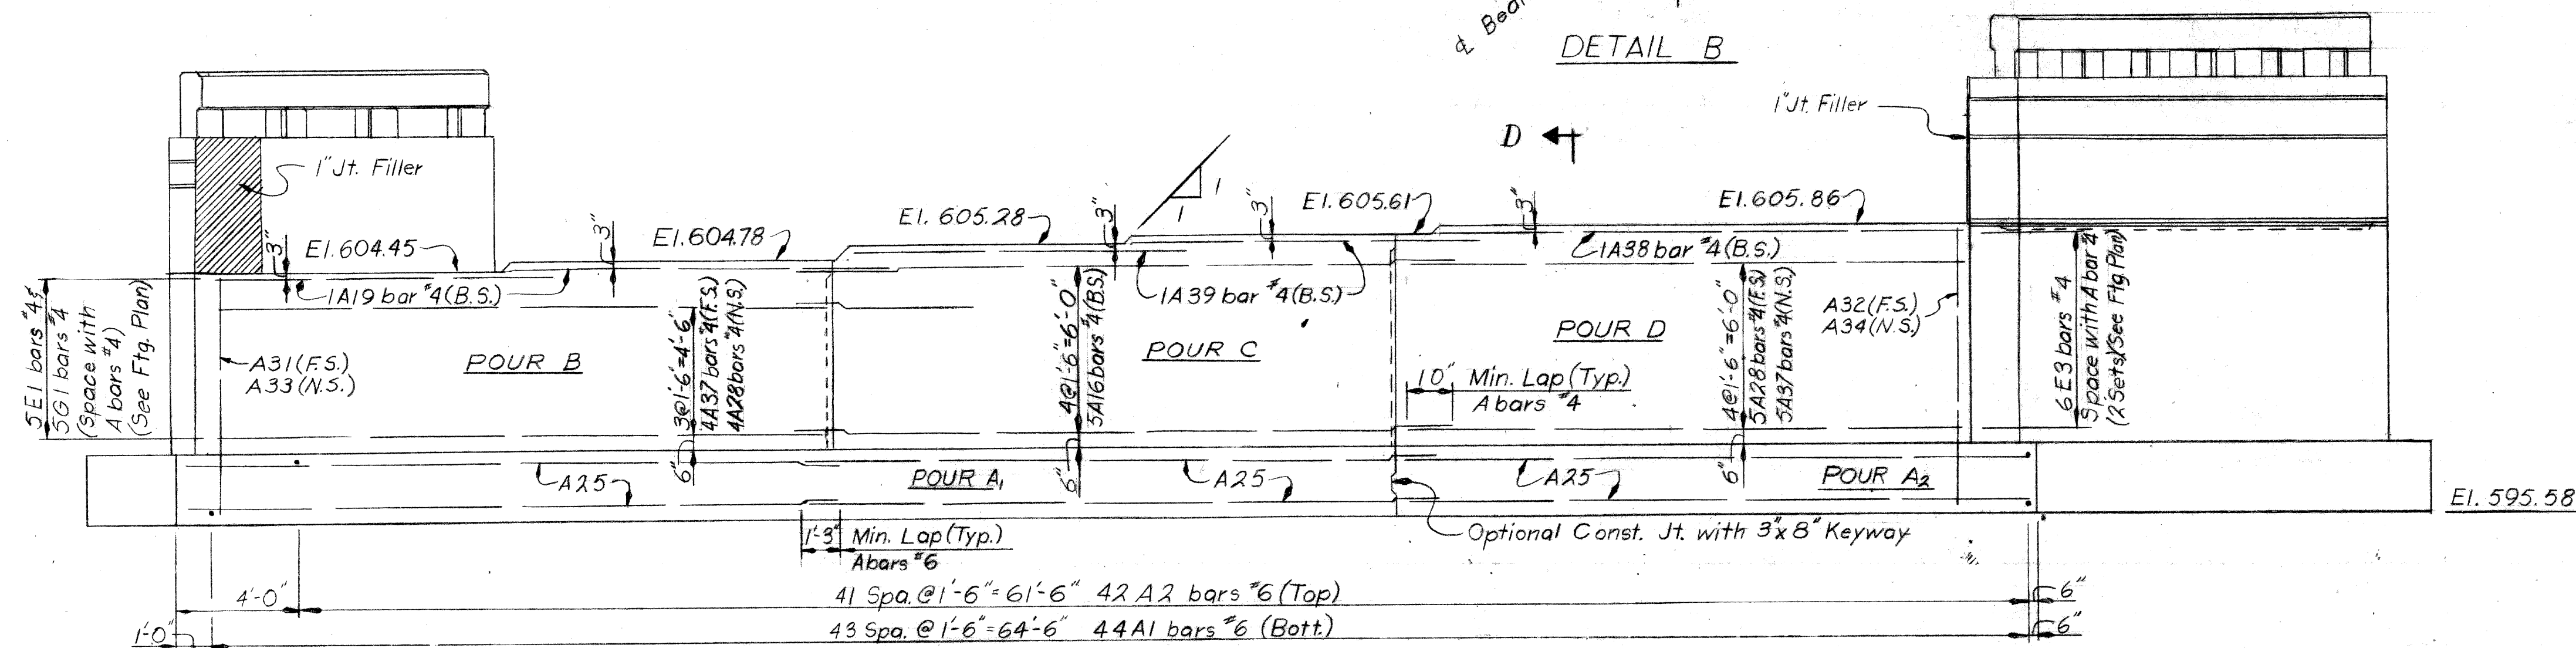 ₵ Bear
DETAIL B
1" Jt. Filler
D
1" Jt. Filler
1
1
El. 604.45
El. 604.78
El. 605.28
El. 605.61
El. 605.86
3"
3"
3"
3"
3"
1A19 bar #4 (B.S.)
1A39 bar #4 (B.S.)
1A38 bar #4 (B.S.)
5E1 bars #4 &
5G1 bars #4
(Space with
A bars #4)
(See Ftg. Plan)
A31 (F.S.)
A33 (N.S.)
POUR B
3@1'-6"=4'-6"
4A37 bars #4 (F.S.)
4A28 bars #4 (N.S.)
6"
4@1'-6"=6'-0"
5A16 bars #4 (B.S.)
6"
POUR C
POUR D
10" Min. Lap (Typ.)
A bars #4
4@1'-6"=6'-0"
5A28 bars #4 (F.S.)
5A37 bars #4 (N.S.)
6"
A32 (F.S.)
A34 (N.S.)
6 E3 bars #4
Space with A bar #4
(2 Sets) (See Ftg. Plan)
A25
POUR A1
A25
A25
POUR A2
El. 595.58
1'-3" Min. Lap (Typ.)
A bars #6
Optional Const. Jt. with 3"x 8" Keyway
4'-0"
41 Spa. @ 1'-6" = 61'-6" 42 A2 bars #6 (Top)
6"
1'-0"
43 Spa. @ 1'-6" = 64'-6" 44 A1 bars #6 (Bott.)
6"